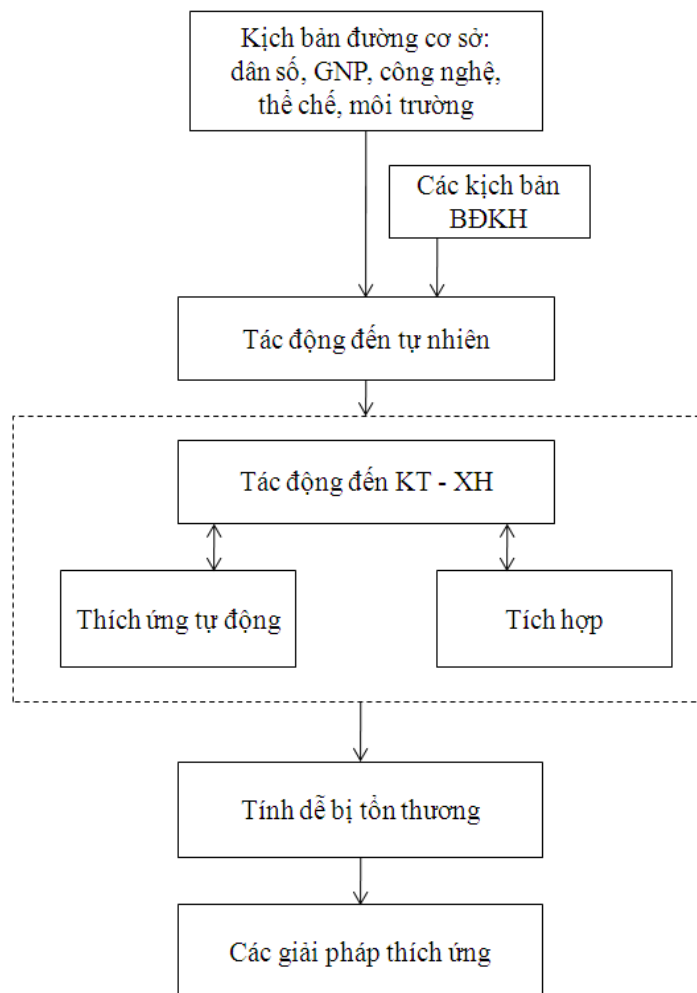 Kịch bản đường cơ sở:
dân số, GNP, công nghệ,
thể chế, môi trường
Các kịch bản
BĐKH
Tác động đến tự nhiên
Tác động đến KT - XH
Thích ứng tự động
Tích hợp
Tính dễ bị tổn thương
Các giải pháp thích ứng